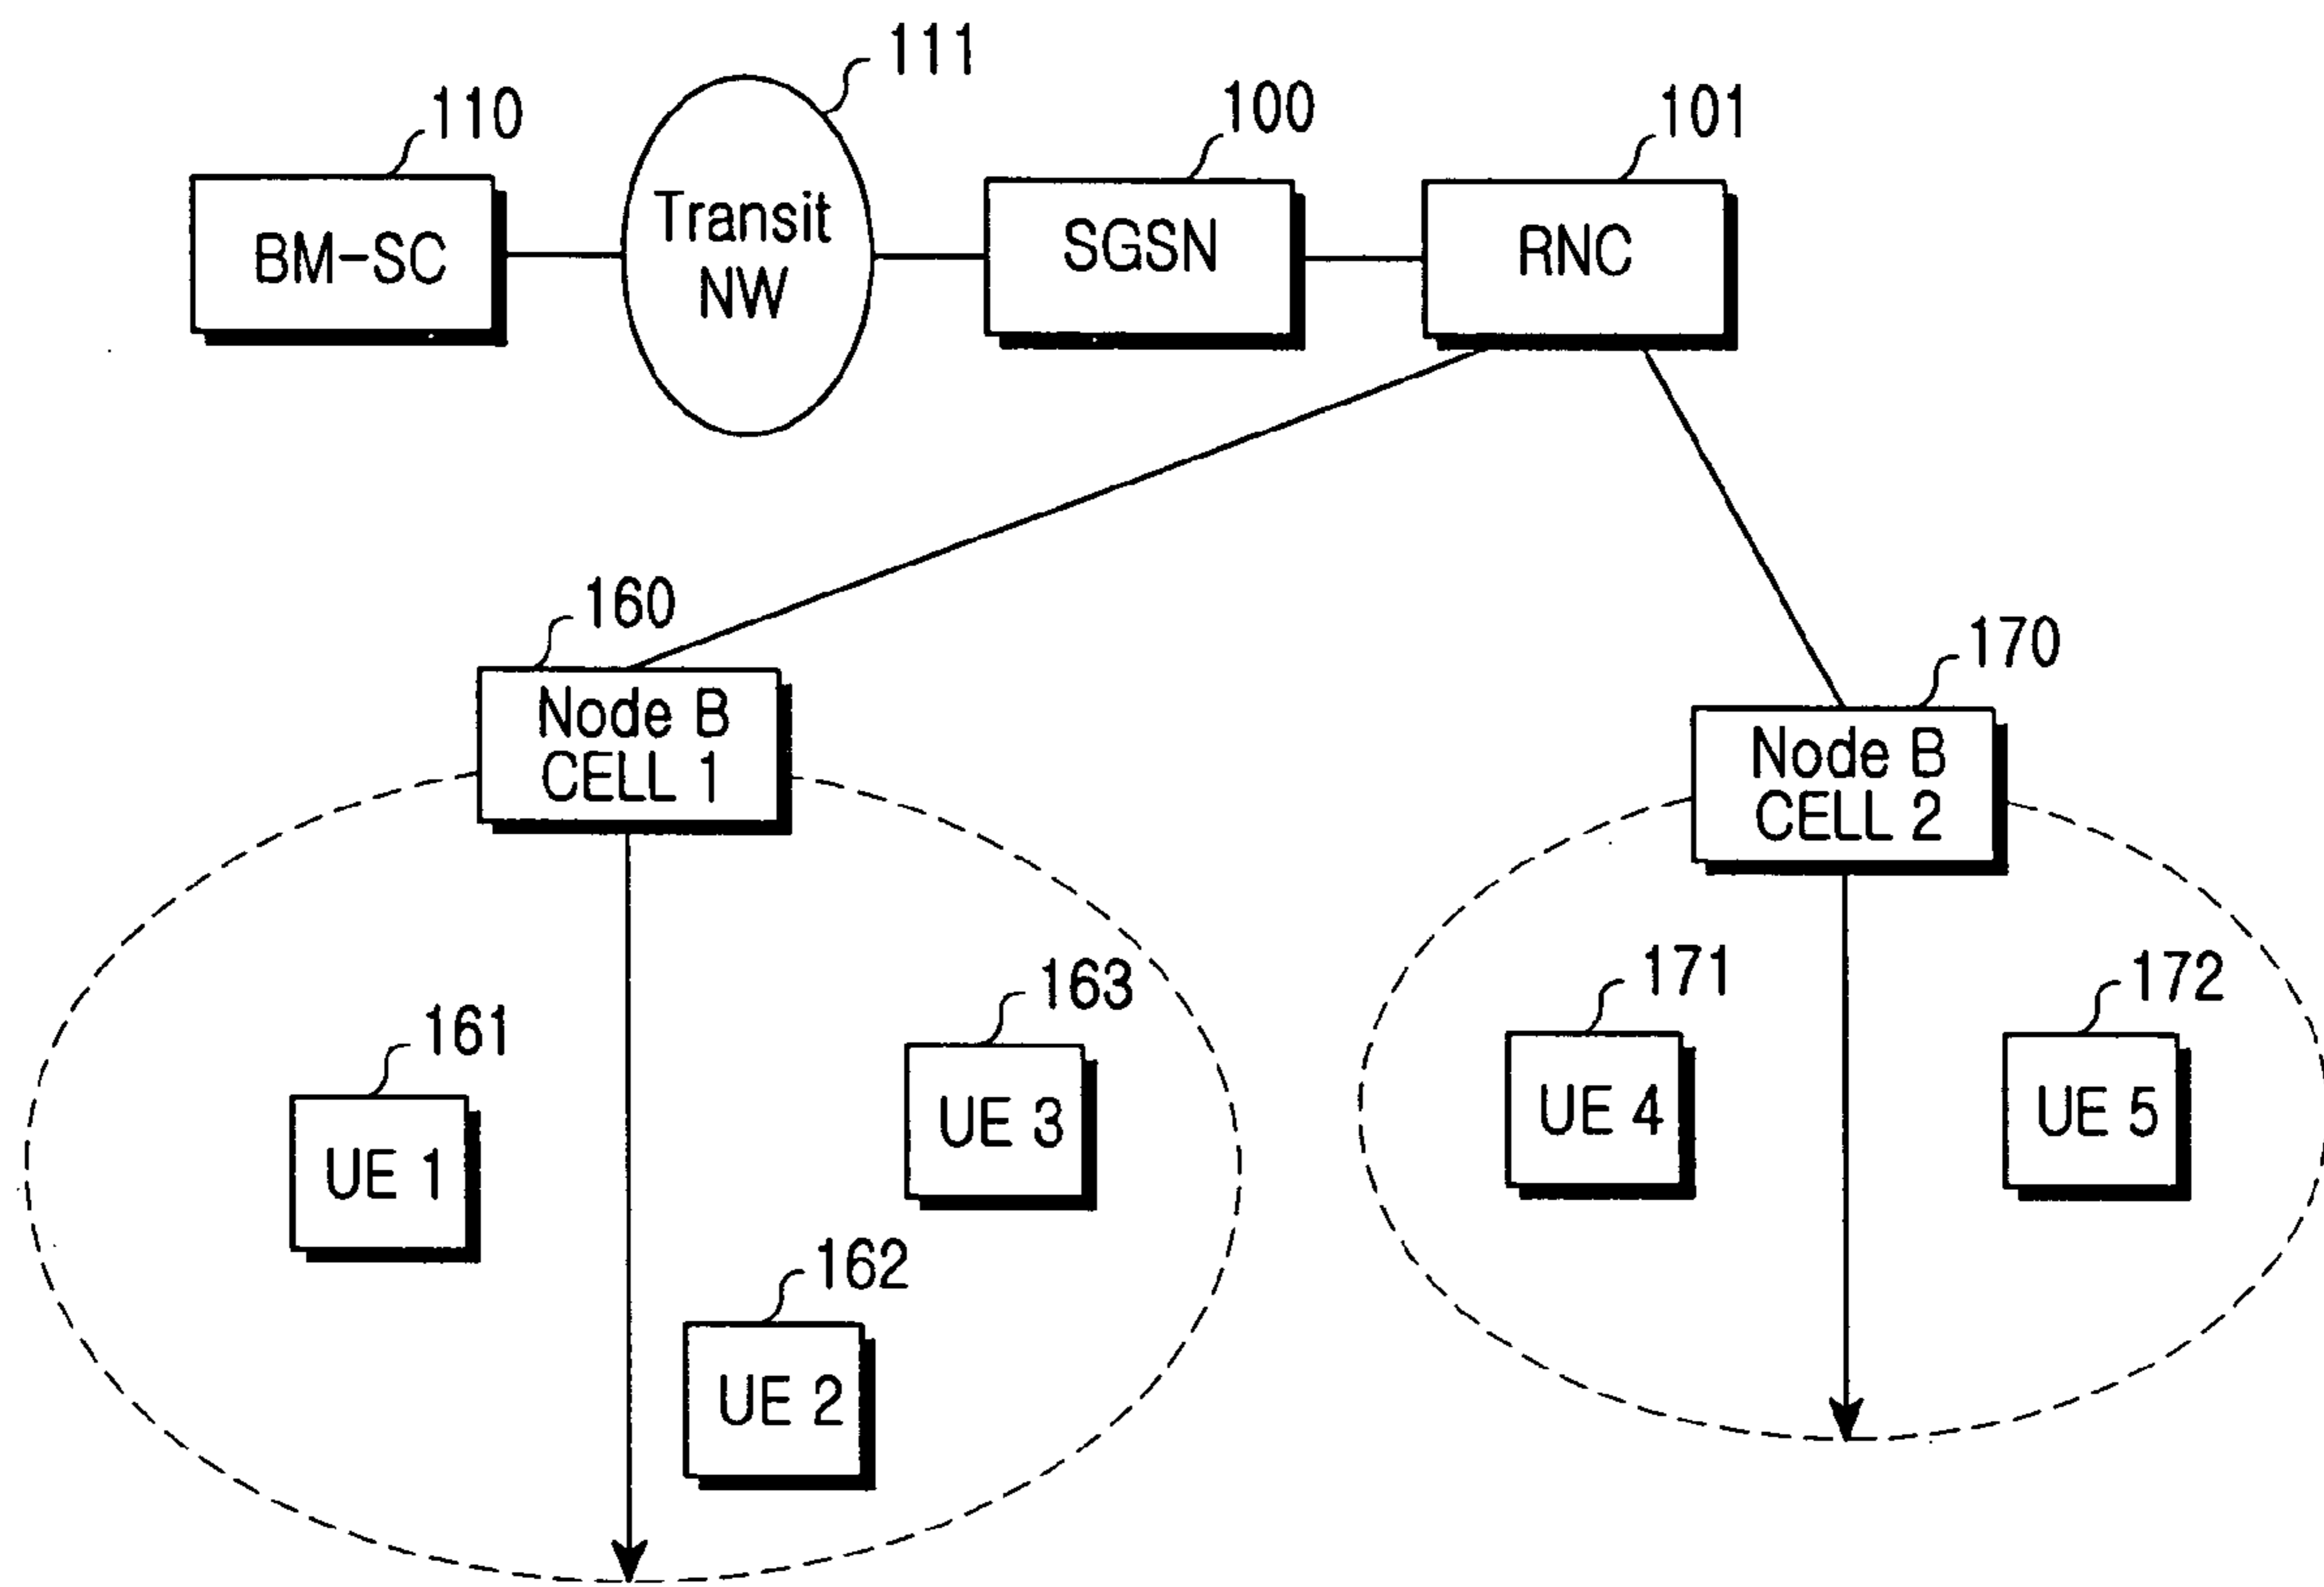 111
110
100
101
BM-SC
Transit
NW
SGSN
RNC
160
170
Node B
CELL 1
Node B
CELL 2
161
163
171
172
UE 1
UE 3
UE 4
UE 5
162
UE 2